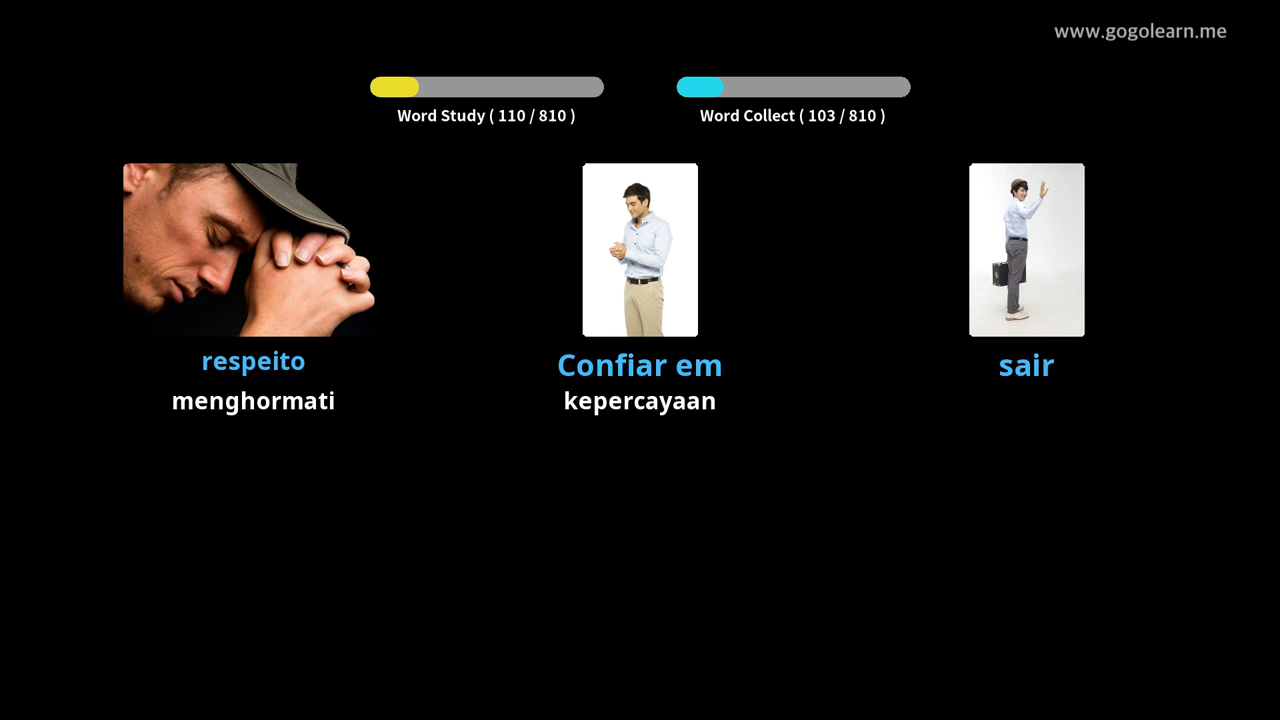 www.gogolearn.me
Word Study ( 110 / 810 )
Word Collect ( 103 / 810 )
respeito
menghormati
Confiar em
kepercayaan
sair